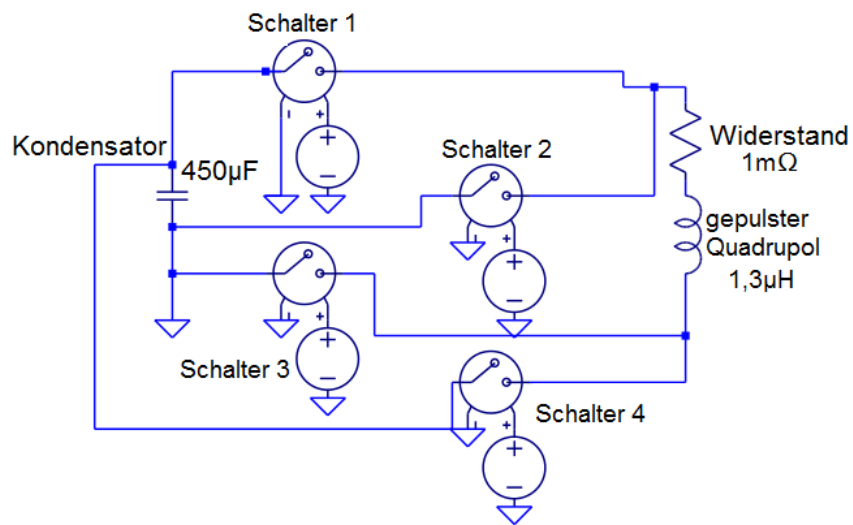 Schalter 1
Kondensator
450µF
Schalter 2
Widerstand
1mΩ
gepulster
Quadrupol
1,3µH
Schalter 3
Schalter 4